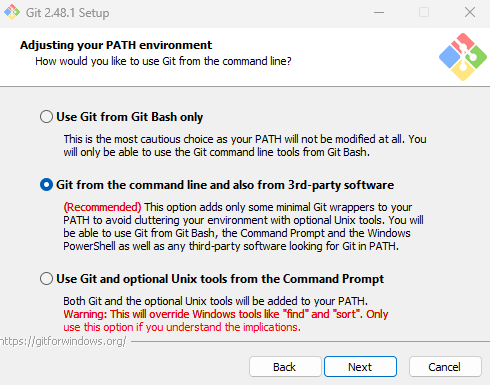 Git 2.48.1 Setup
Adjusting your PATH environment
How would you like to use Git from the command line?
Use Git from Git Bash only
This is the most cautious choice as your PATH will not be modified at all. You
will only be able to use the Git command line tools from Git Bash.
Git from the command line and also from 3rd-party software
(Recommended) This option adds only some minimal Git wrappers to your
PATH to avoid cluttering your environment with optional Unix tools. You will
be able to use Git from Git Bash, the Command Prompt and the Windows
PowerShell as well as any third-party software looking for Git in PATH.
Use Git and optional Unix tools from the Command Prompt
Both Git and the optional Unix tools will be added to your PATH.
Warning: This will override Windows tools like "find" and "sort". Only
use this option if you understand the implications.
https://gitforwindows.org/
Back Next Cancel